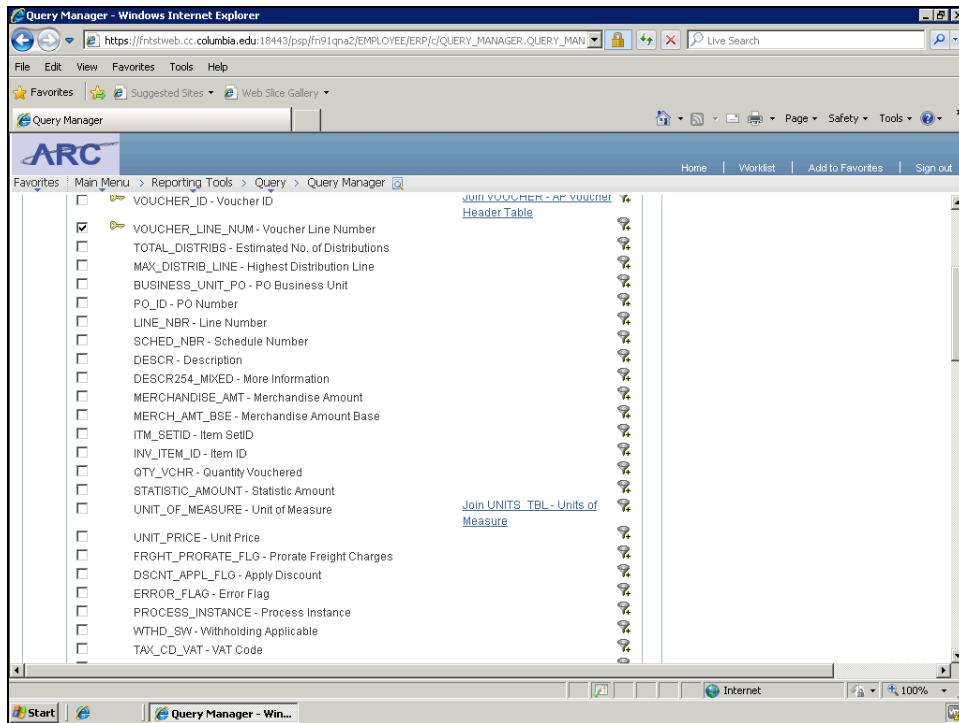 Query Manager - Windows Internet Explorer
https://fntstweb.cc.columbia.edu:18443/psp/fn91qna2/EMPLOYEE/ERP/c/QUERY_MANAGER.QUERY_MAN
Live Search
File Edit View Favorites Tools Help
Favorites Suggested Sites Web Slice Gallery
Query Manager Page Safety Tools
ARC
Home | Worklist | Add to Favorites | Sign out
Favorites Main Menu > Reporting Tools > Query > Query Manager
VOUCHER_ID - Voucher ID Join VOUCHER - AP Voucher
Header Table
VOUCHER_LINE_NUM - Voucher Line Number
TOTAL_DISTRIBS - Estimated No. of Distributions
MAX_DISTRIB_LINE - Highest Distribution Line
BUSINESS_UNIT_PO - PO Business Unit
PO_ID - PO Number
LINE_NBR - Line Number
SCHED_NBR - Schedule Number
DESCR - Description
DESCR254_MIXED - More Information
MERCHANDISE_AMT - Merchandise Amount
MERCH_AMT_BSE - Merchandise Amount Base
ITM_SETID - Item SetID
INV_ITEM_ID - Item ID
QTY_VCHR - Quantity Vouchered
STATISTIC_AMOUNT - Statistic Amount
UNIT_OF_MEASURE - Unit of Measure Join UNITS_TBL - Units of
Measure
UNIT_PRICE - Unit Price
FRGHT_PRORATE_FLG - Prorate Freight Charges
DSCNT_APPL_FLG - Apply Discount
ERROR_FLAG - Error Flag
PROCESS_INSTANCE - Process Instance
WTHD_SW - Withholding Applicable
TAX_CD_VAT - VAT Code
Internet 100%
Start Query Manager - Win...